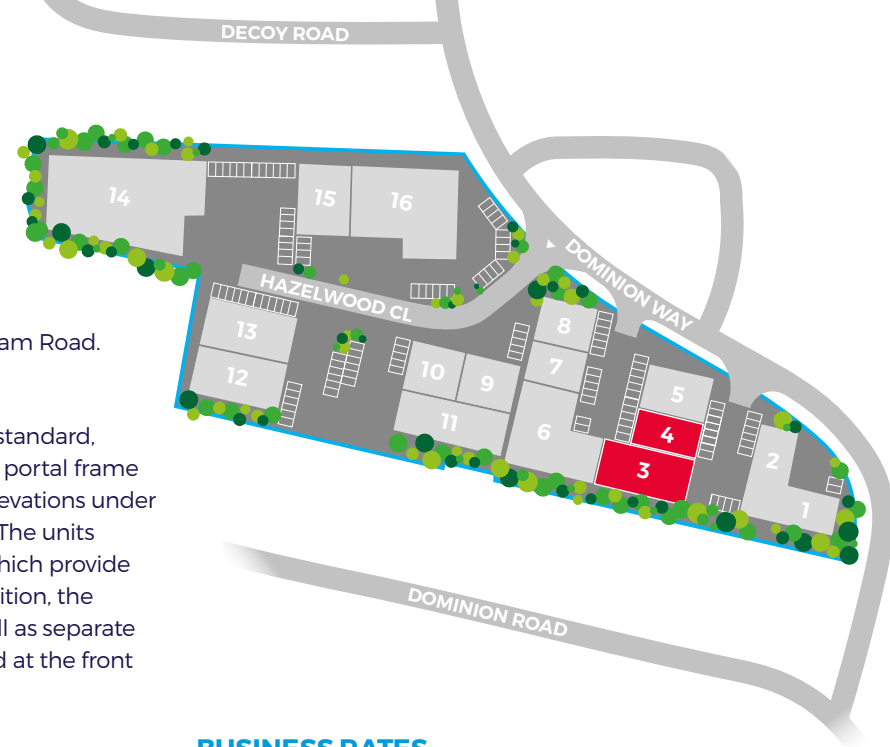 DECOY ROAD
14
15
16
DOMINION WAY
HAZELWOOD CL
13
12
10
9
11
8
7
6
5
4
3
2
1
DOMINION ROAD
am Road.
standard,
portal frame
evations under
The units
hich provide
ition, the
ll as separate
d at the front
BUSINESS RATES